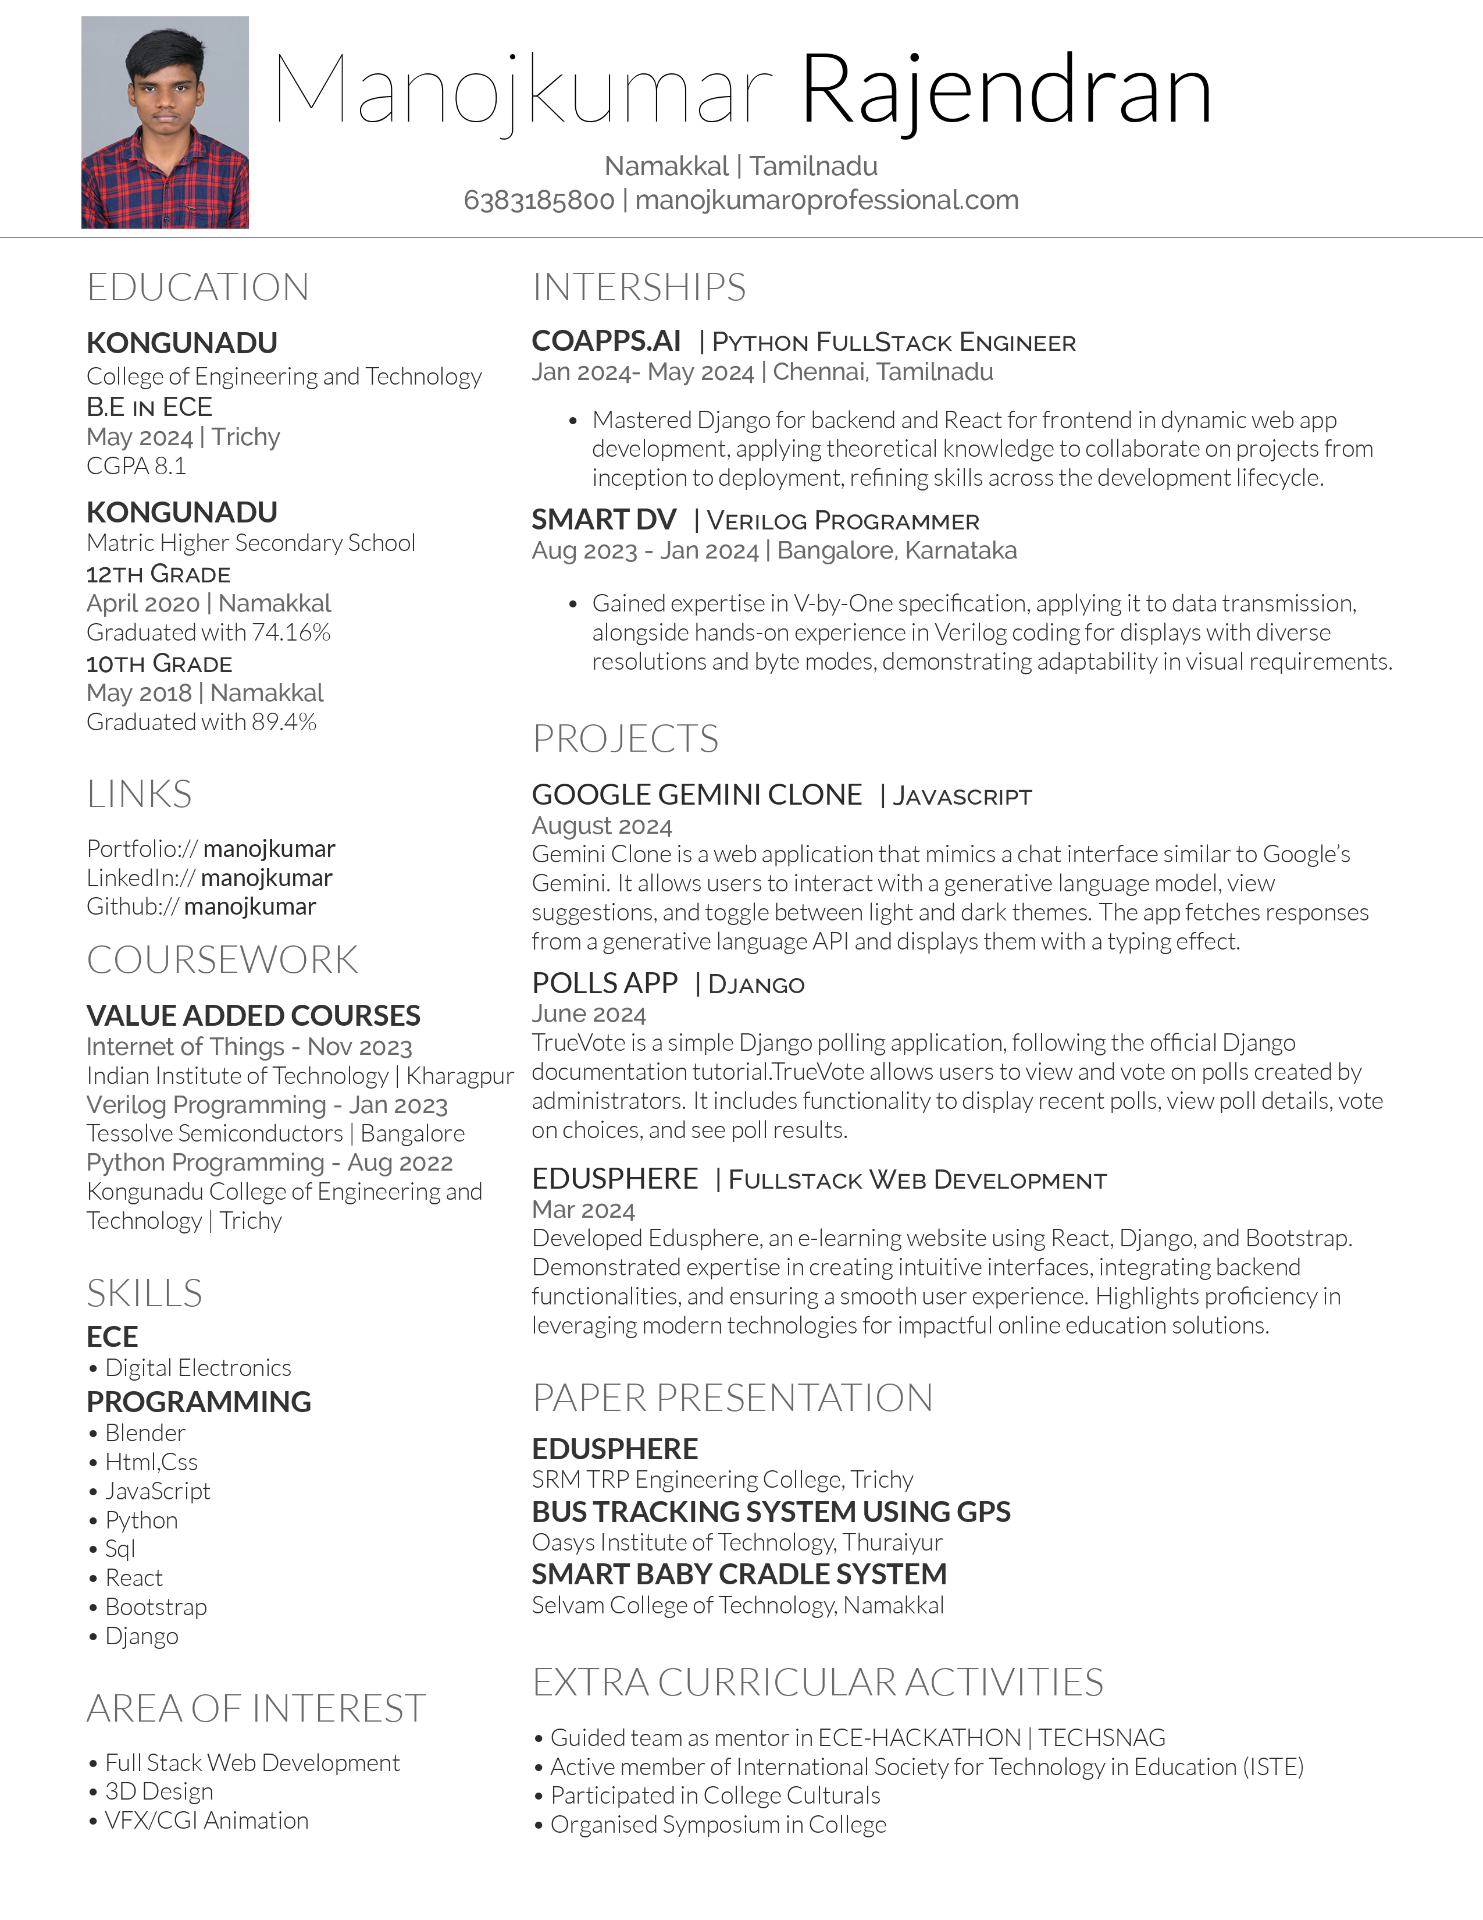 Manojkumar Rajendran
Namakkal | Tamilnadu
6383185800 | manojkumar0professional.com
EDUCATION
KONGUNADU
College of Engineering and Technology
B.E IN ECE
May 2024 | Trichy
CGPA 8.1
KONGUNADU
Matric Higher Secondary School
12TH GRADE
April 2020 | Namakkal
Graduated with 74.16%
10TH GRADE
May 2018 | Namakkal
Graduated with 89.4%
LINKS
Portfolio:// manojkumar
LinkedIn:// manojkumar
Github:// manojkumar
COURSEWORK
VALUE ADDED COURSES
Internet of Things - Nov 2023
Indian Institute of Technology | Kharagpur
Verilog Programming - Jan 2023
Tessolve Semiconductors | Bangalore
Python Programming - Aug 2022
Kongunadu College of Engineering and
Technology | Trichy
SKILLS
ECE
• Digital Electronics
PROGRAMMING
• Blender
• Html,Css
• JavaScript
• Python
• Sql
• React
• Bootstrap
• Django
AREA OF INTEREST
• Full Stack Web Development
• 3D Design
• VFX/CGI Animation
INTERSHIPS
COAPPS.AI | PYTHON FULLSTACK ENGINEER
Jan 2024- May 2024 | Chennai, Tamilnadu
• Mastered Django for backend and React for frontend in dynamic web app
development, applying theoretical knowledge to collaborate on projects from
inception to deployment, refining skills across the development lifecycle.
SMART DV | VERILOG PROGRAMMER
Aug 2023 - Jan 2024 | Bangalore, Karnataka
• Gained expertise in V-by-One specification, applying it to data transmission,
alongside hands-on experience in Verilog coding for displays with diverse
resolutions and byte modes, demonstrating adaptability in visual requirements.
PROJECTS
GOOGLE GEMINI CLONE | JAVASCRIPT
August 2024
Gemini Clone is a web application that mimics a chat interface similar to Google’s
Gemini. It allows users to interact with a generative language model, view
suggestions, and toggle between light and dark themes. The app fetches responses
from a generative language API and displays them with a typing effect.
POLLS APP | DJANGO
June 2024
TrueVote is a simple Django polling application, following the official Django
documentation tutorial.TrueVote allows users to view and vote on polls created by
administrators. It includes functionality to display recent polls, view poll details, vote
on choices, and see poll results.
EDUSPHERE | FULLSTACK WEB DEVELOPMENT
Mar 2024
Developed Edusphere, an e-learning website using React, Django, and Bootstrap.
Demonstrated expertise in creating intuitive interfaces, integrating backend
functionalities, and ensuring a smooth user experience. Highlights proficiency in
leveraging modern technologies for impactful online education solutions.
PAPER PRESENTATION
EDUSPHERE
SRM TRP Engineering College, Trichy
BUS TRACKING SYSTEM USING GPS
Oasys Institute of Technology, Thuraiyur
SMART BABY CRADLE SYSTEM
Selvam College of Technology, Namakkal
EXTRA CURRICULAR ACTIVITIES
• Guided team as mentor in ECE-HACKATHON | TECHSNAG
• Active member of International Society for Technology in Education (ISTE)
• Participated in College Culturals
• Organised Symposium in College